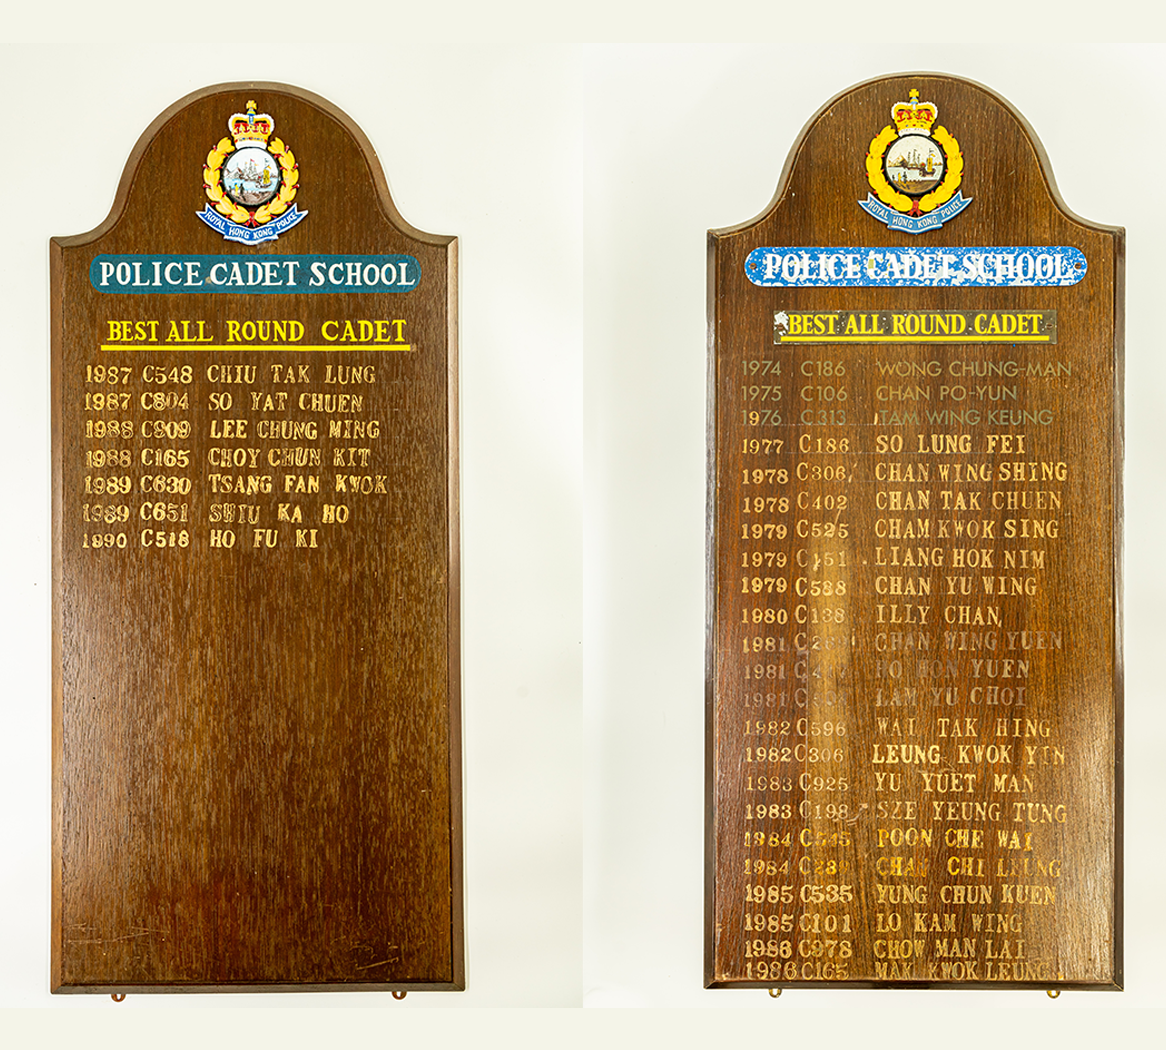 ROYAL HONG KONG POLICE
POLICE CADET SCHOOL
BEST ALL ROUND CADET
1987 C548 CHIU TAK LUNG
1987 C804 SO YAT CHUEN
1988 C909 LEE CHUNG MING
1988 C165 CHOY CHUN KIT
1989 C630 TSANG FAN KWOK
1989 C651 SHIU KA HO
1990 C518 HO FU KI
ROYAL HONG KONG POLICE
POLICE CADET SCHOOL
BEST ALL ROUND CADET
1974 C186 WONG CHUNG-MAN
1975 C106 CHAN PO-YUN
1976 C313 TAM WING KEUNG
1977 C186 SO LUNG FEI
1978 C306 CHAN WING SHING
1978 C402 CHAN TAK CHUEN
1979 C525 CHAM KWOK SING
1979 C151 LIANG HOK NIM
1979 C588 CHAN YU WING
1980 C138 ILLY CHAN
1981 CHAN WING YUEN
1981 HO HON YUEN
1981 LAM YU CHOI
1982 C596 WAI TAK HING
1982 C306 LEUNG KWOK YIN
1983 C925 YU YUET MAN
1983 C198 SZE YEUNG TUNG
1984 C545 POON CHE WAI
1984 CHAN CHI LEUNG
1985 C535 YUNG CHUN KUEN
1985 C101 LO KAM WING
1986 C978 CHOW MAN LAI
1986 C165 MAK KWOK LEUNG